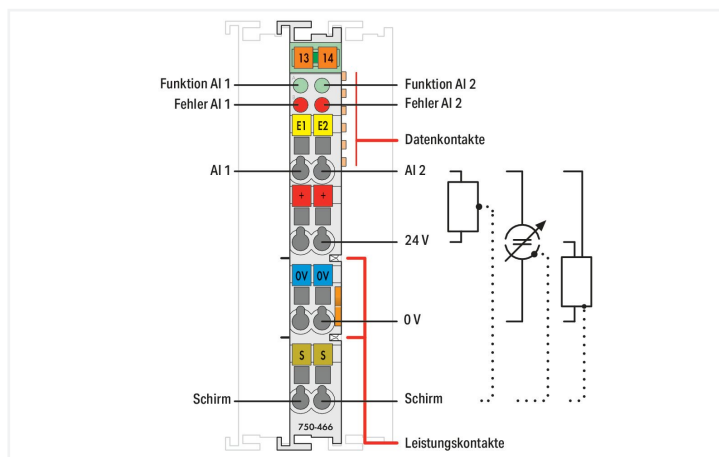 13 14
Funktion AI 1
Funktion AI 2
Fehler AI 1
Fehler AI 2
E1 E2
Datenkontakte
AI 1
AI 2
+ +
24 V
0V 0V
0 V
S S
Schirm
Schirm
750-466
Leistungskontakte